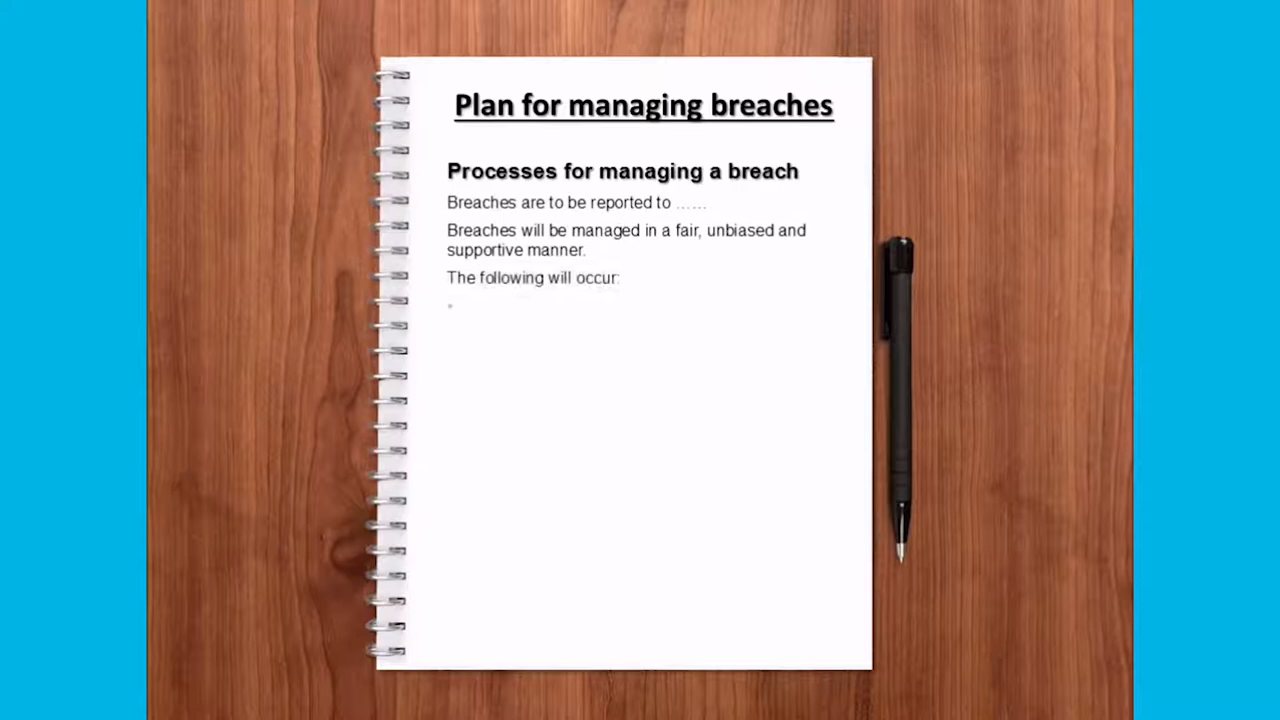 Plan for managing breaches
Processes for managing a breach
Breaches are to be reported to ……
Breaches will be managed in a fair, unbiased and
supportive manner.
The following will occur:
•